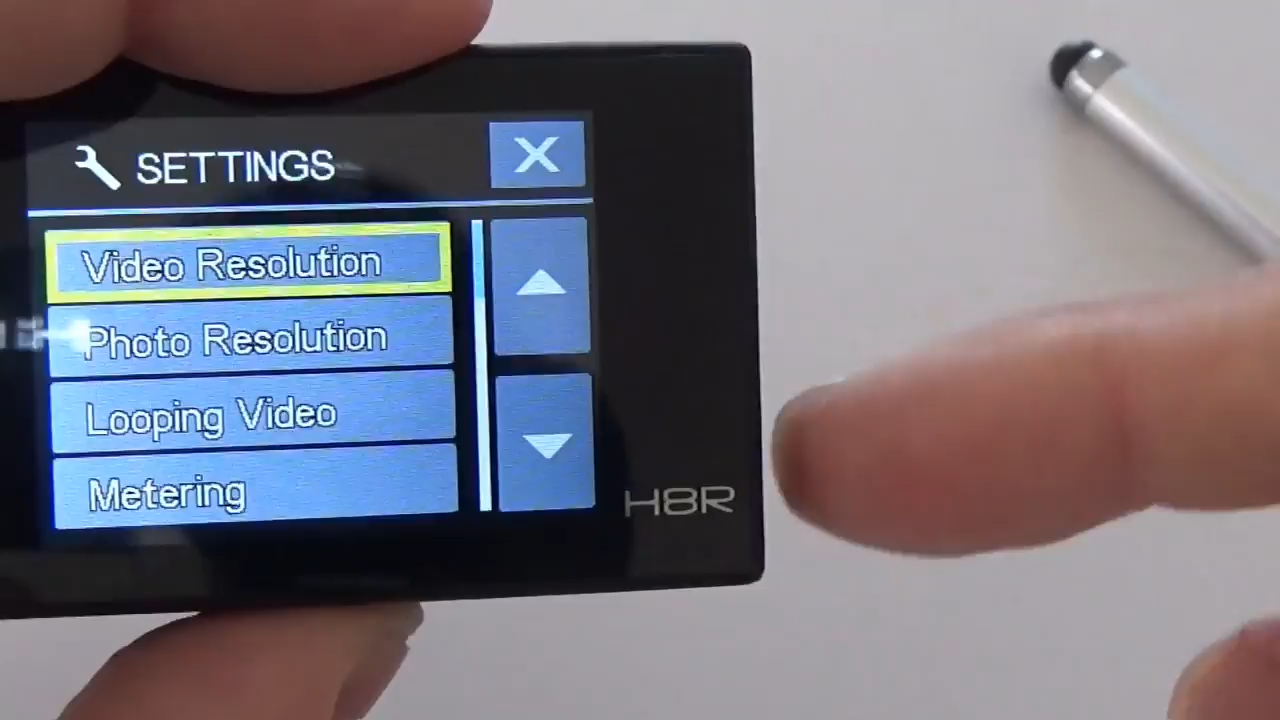 SETTINGS
X
Video Resolution
Photo Resolution
Looping Video
Metering
H8R